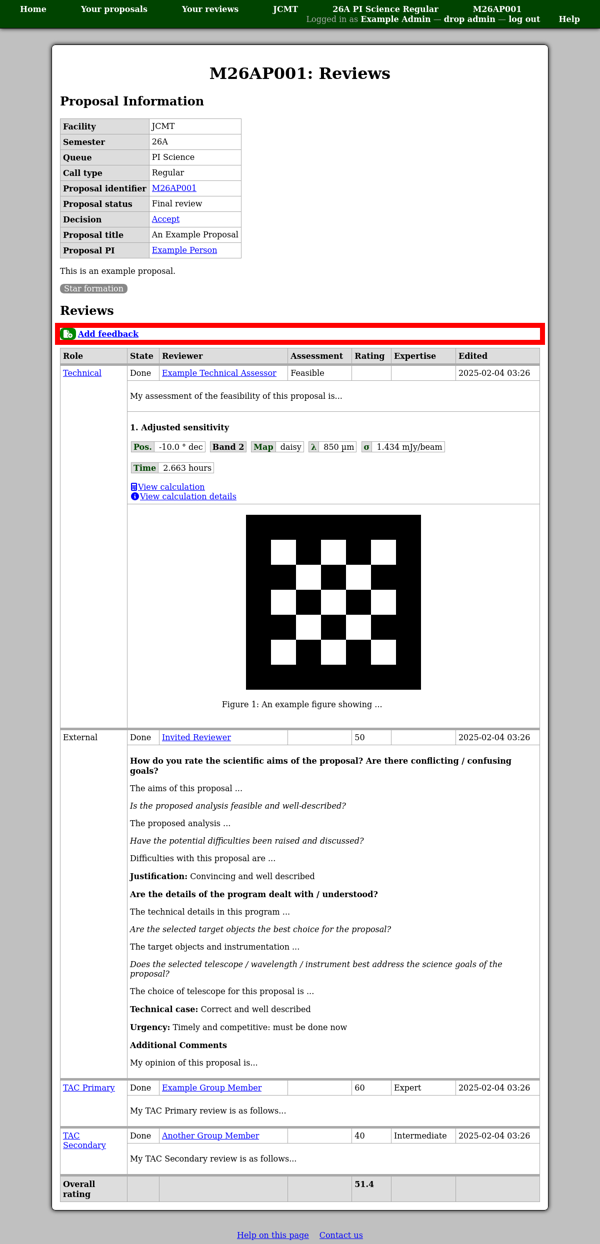 Home Your proposals Your reviews JCMT 26A PI Science Regular M26AP001
Logged in as Example Admin — drop admin — log out Help
M26AP001: Reviews
Proposal Information
Facility JCMT
Semester 26A
Queue PI Science
Call type Regular
Proposal identifier M26AP001
Proposal status Final review
Decision Accept
Proposal title An Example Proposal
Proposal PI Example Person
This is an example proposal.
Star formation
Reviews
Add feedback
Role State Reviewer Assessment Rating Expertise Edited
Technical Done Example Technical Assessor Feasible 2025-02-04 03:26
My assessment of the feasibility of this proposal is...
1. Adjusted sensitivity
Pos. -10.0 ° dec Band 2 Map daisy λ 850 µm σ 1.434 mJy/beam
Time 2.663 hours
View calculation
View calculation details
Figure 1: An example figure showing ...
External Done Invited Reviewer 50 2025-02-04 03:26
How do you rate the scientific aims of the proposal? Are there conflicting / confusing
goals?
The aims of this proposal ...
Is the proposed analysis feasible and well-described?
The proposed analysis ...
Have the potential difficulties been raised and discussed?
Difficulties with this proposal are ...
Justification: Convincing and well described
Are the details of the program dealt with / understood?
The technical details in this program ...
Are the selected target objects the best choice for the proposal?
The target objects and instrumentation ...
Does the selected telescope / wavelength / instrument best address the science goals of the
proposal?
The choice of telescope for this proposal is ...
Technical case: Correct and well described
Urgency: Timely and competitive: must be done now
Additional Comments
My opinion of this proposal is...
TAC Primary Done Example Group Member 60 Expert 2025-02-04 03:26
My TAC Primary review is as follows...
TAC Done Another Group Member 40 Intermediate 2025-02-04 03:26
Secondary
My TAC Secondary review is as follows...
Overall 51.4
rating
Help on this page Contact us